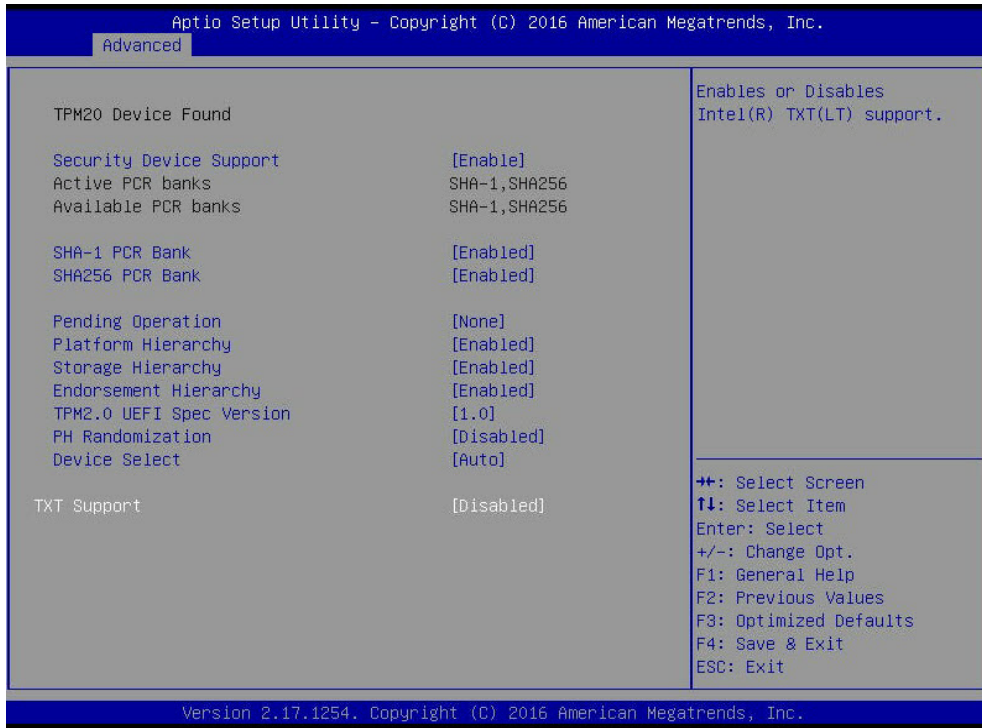 Aptio Setup Utility – Copyright (C) 2016 American Megatrends, Inc.
Advanced
TPM20 Device Found
Security Device Support [Enable]
Active PCR banks SHA-1,SHA256
Available PCR banks SHA-1,SHA256
SHA-1 PCR Bank [Enabled]
SHA256 PCR Bank [Enabled]
Pending Operation [None]
Platform Hierarchy [Enabled]
Storage Hierarchy [Enabled]
Endorsement Hierarchy [Enabled]
TPM2.0 UEFI Spec Version [1.0]
PH Randomization [Disabled]
Device Select [Auto]
TXT Support [Disabled]
Enables or Disables
Intel(R) TXT(LT) support.
→←: Select Screen
↑↓: Select Item
Enter: Select
+/-: Change Opt.
F1: General Help
F2: Previous Values
F3: Optimized Defaults
F4: Save & Exit
ESC: Exit
Version 2.17.1254. Copyright (C) 2016 American Megatrends, Inc.